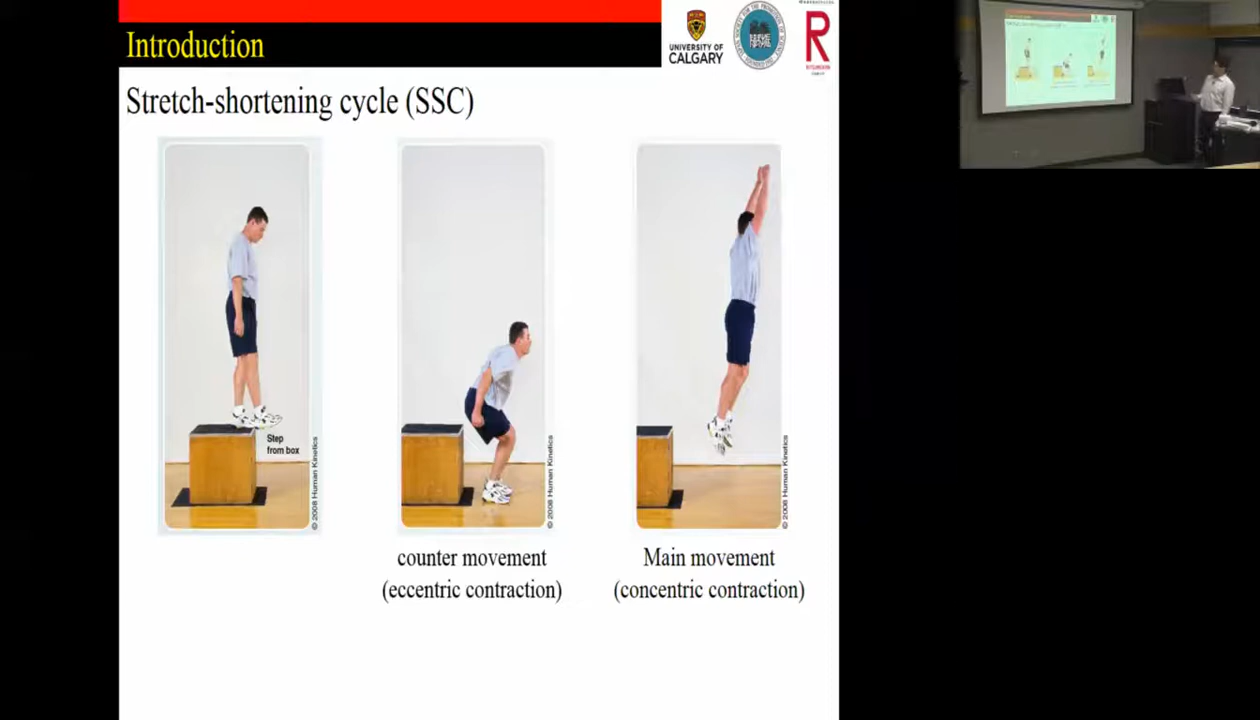 Introduction
UNIVERSITY OF
CALGARY
R
Stretch-shortening cycle (SSC)
Step
from box
© 2008 Human Kinetics
© 2008 Human Kinetics
© 2008 Human Kinetics
counter movement
(eccentric contraction)
Main movement
(concentric contraction)